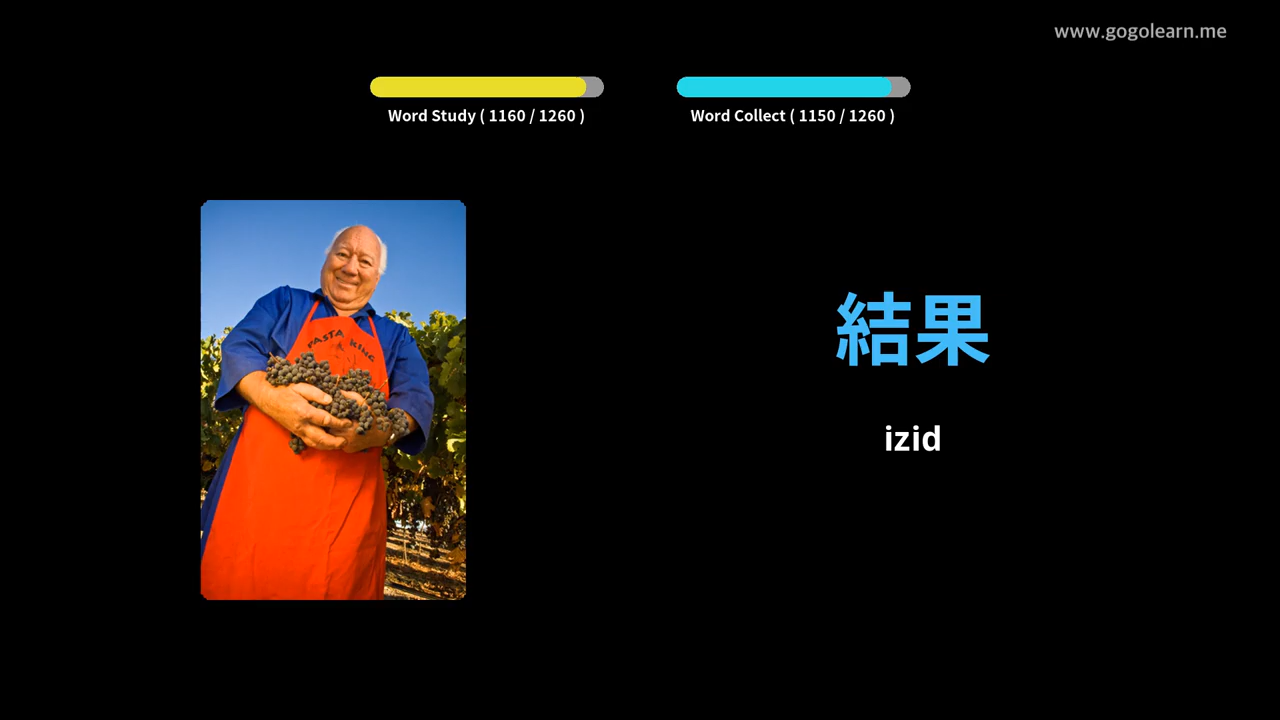 www.gogolearn.me
Word Study ( 1160 / 1260 )
Word Collect ( 1150 / 1260 )
PASTA KING
結果
izid